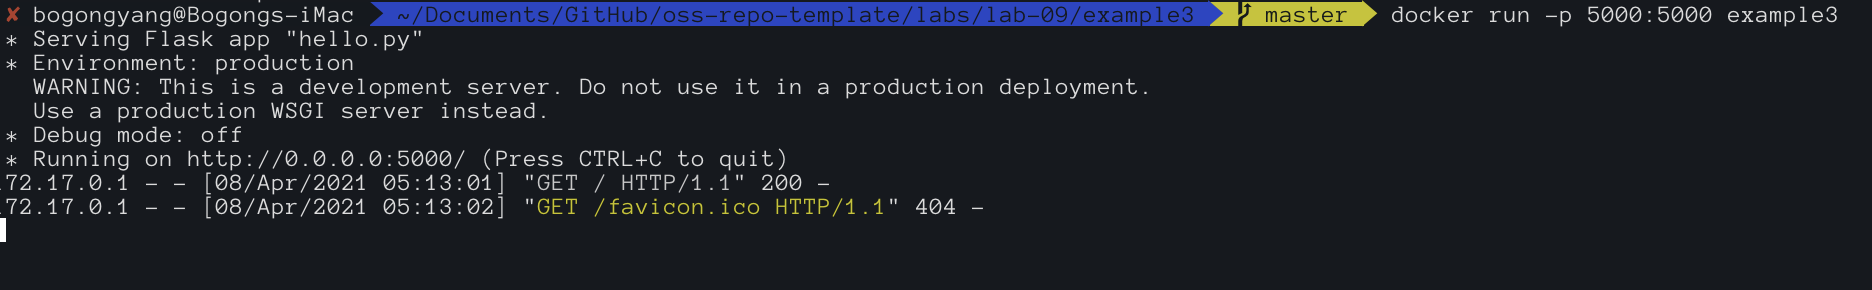 ✘ bogongyang@Bogongs-iMac ~/Documents/GitHub/oss-repo-template/labs/lab-09/example3 master docker run -p 5000:5000 example3
* Serving Flask app "hello.py"
* Environment: production
WARNING: This is a development server. Do not use it in a production deployment.
Use a production WSGI server instead.
* Debug mode: off
* Running on http://0.0.0.0:5000/ (Press CTRL+C to quit)
172.17.0.1 - - [08/Apr/2021 05:13:01] "GET / HTTP/1.1" 200 -
172.17.0.1 - - [08/Apr/2021 05:13:02] "GET /favicon.ico HTTP/1.1" 404 -